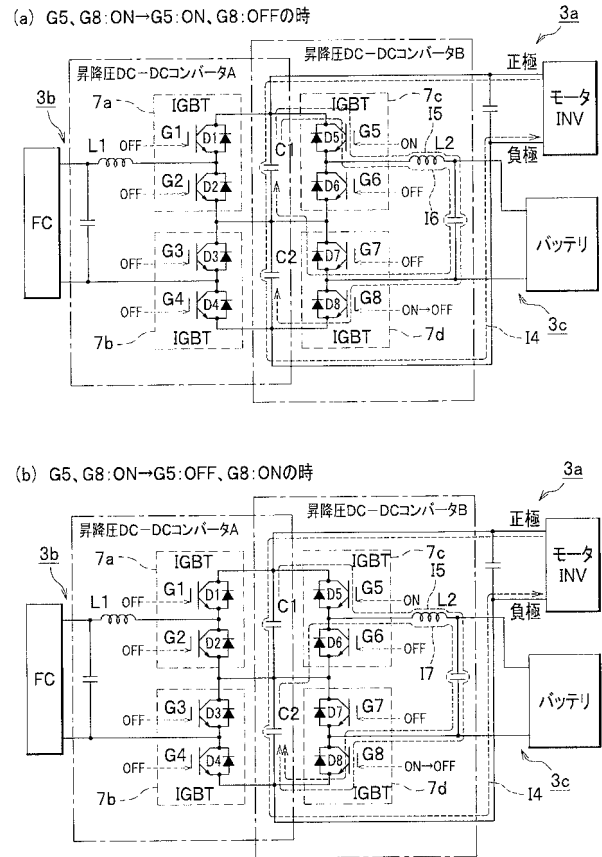 (a) G5、G8:ON→G5:ON、G8:OFFの時
3a
昇降圧DC-DCコンバータA
昇降圧DC-DCコンバータB
正極
3b
7a
IGBT
IGBT
7c
I5
モータ
INV
L1
OFF
G1
D1
C1
D5
G5
ON
L2
負極
OFF
G2
D2
D6
G6
OFF
I6
FC
バッテリ
OFF
G3
D3
C2
D7
G7
OFF
OFF
G4
D4
D8
G8
ON→OFF
3c
7b
IGBT
IGBT
7d
I4
(b) G5、G8:ON→G5:OFF、G8:ONの時
3a
昇降圧DC-DCコンバータA
昇降圧DC-DCコンバータB
正極
3b
7a
IGBT
IGBT
7c
I5
モータ
INV
L1
OFF
G1
D1
C1
D5
G5
OFF
L2
負極
OFF
G2
D2
D6
G6
OFF
I7
FC
バッテリ
OFF
G3
D3
C2
D7
G7
OFF
OFF
G4
D4
D8
G8
ON→OFF
3c
7b
IGBT
IGBT
7d
I4